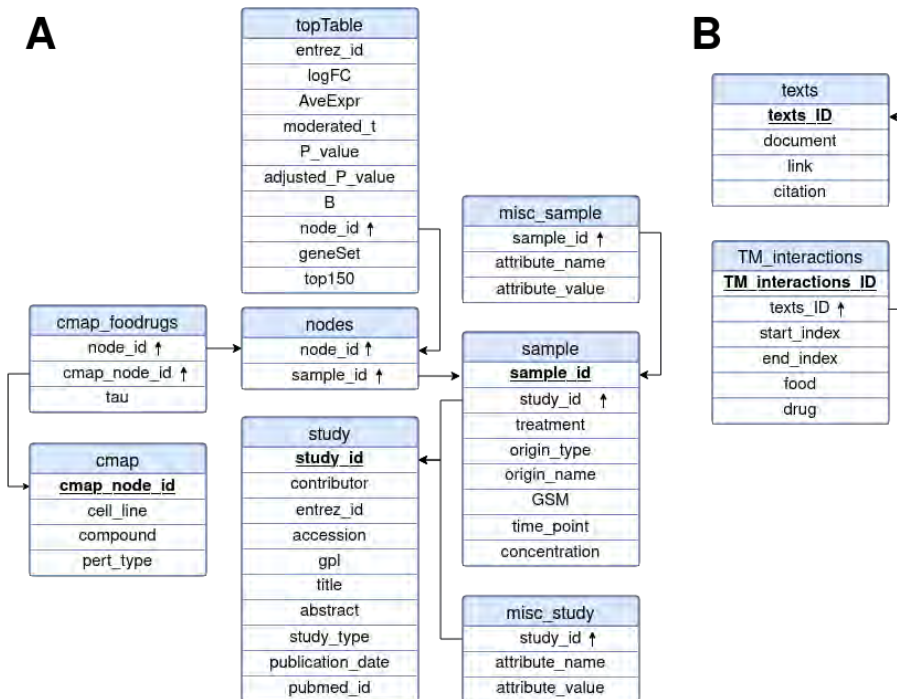 A
topTable
entrez_id
logFC
AveExpr
moderated_t
P_value
adjusted_P_value
B
node_id ↑
geneSet
top150
cmap_foodrugs
node_id ↑
cmap_node_id ↑
tau
nodes
node_id ↑
sample_id ↑
cmap
cmap_node_id
cell_line
compound
pert_type
study
study_id
contributor
entrez_id
accession
gpl
title
abstract
study_type
publication_date
pubmed_id
misc_sample
sample_id ↑
attribute_name
attribute_value
sample
sample_id
study_id ↑
treatment
origin_type
origin_name
GSM
time_point
concentration
misc_study
study_id ↑
attribute_name
attribute_value
B
texts
texts_ID
document
link
citation
TM_interactions
TM_interactions_ID
texts_ID ↑
start_index
end_index
food
drug